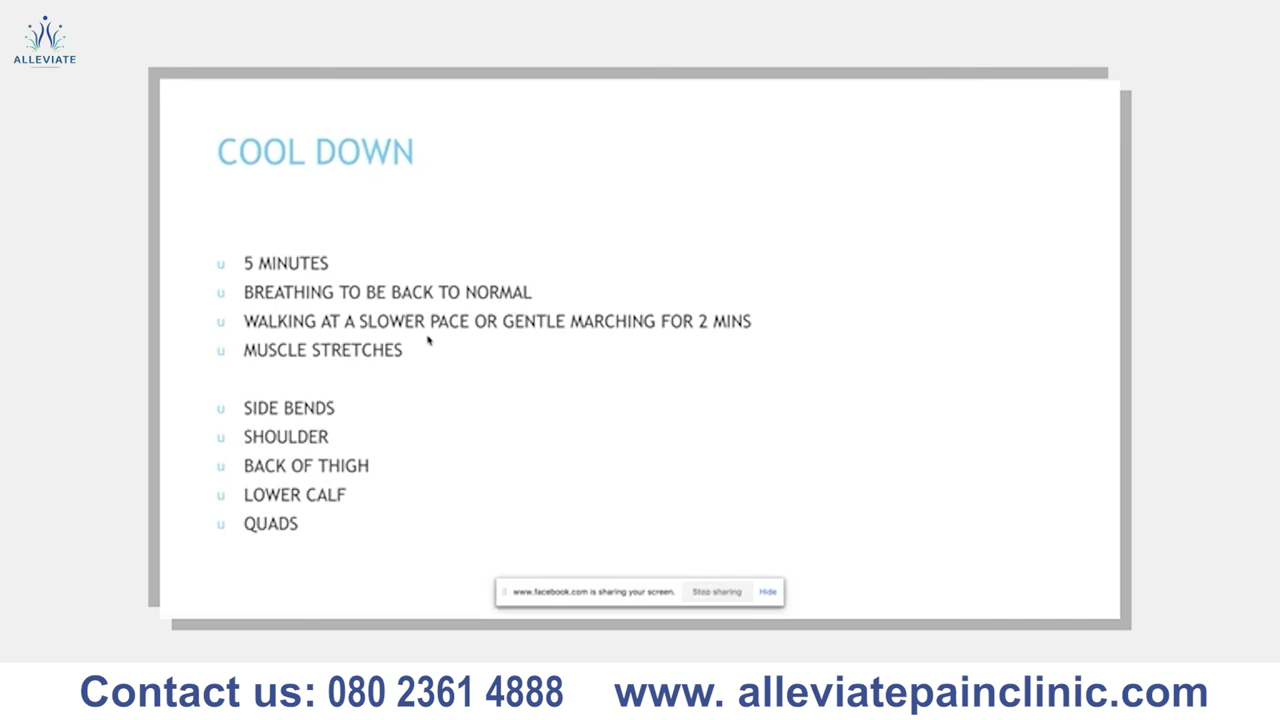 ALLEVIATE
COOL DOWN
u 5 MINUTES
u BREATHING TO BE BACK TO NORMAL
u WALKING AT A SLOWER PACE OR GENTLE MARCHING FOR 2 MINS
u MUSCLE STRETCHES
u SIDE BENDS
u SHOULDER
u BACK OF THIGH
u LOWER CALF
u QUADS
www.facebook.com is sharing your screen. Stop sharing Hide
Contact us: 080 2361 4888 www. alleviatepainclinic.com